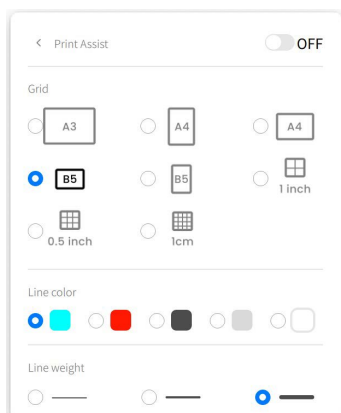 Print Assist OFF
Grid
A3 A4 A4
B5 B5 1 inch
0.5 inch 1cm
Line color
Line weight